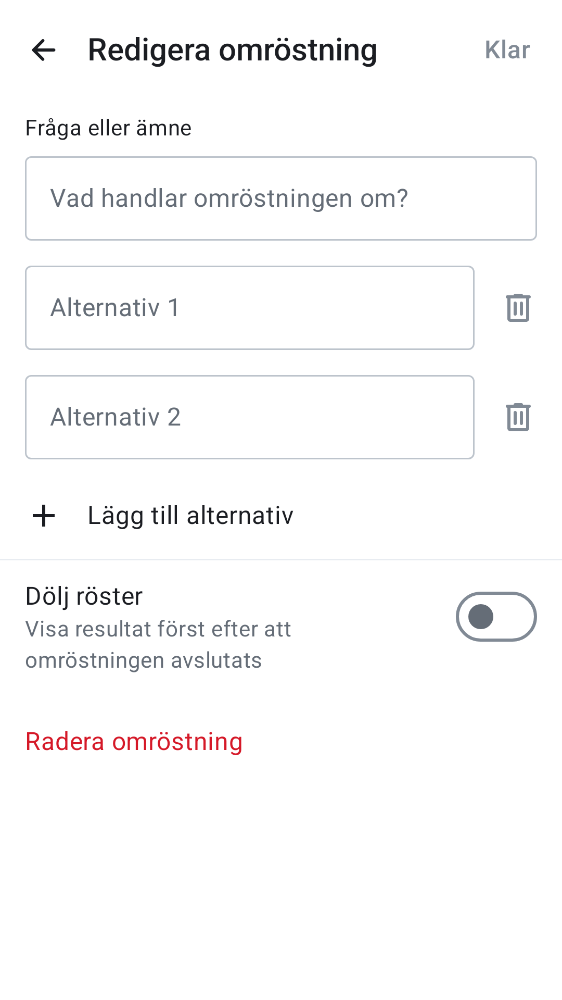 Redigera omröstning
Klar
Fråga eller ämne
Vad handlar omröstningen om?
Alternativ 1
Alternativ 2
Lägg till alternativ
Dölj röster
Visa resultat först efter att
omröstningen avslutats
Radera omröstning